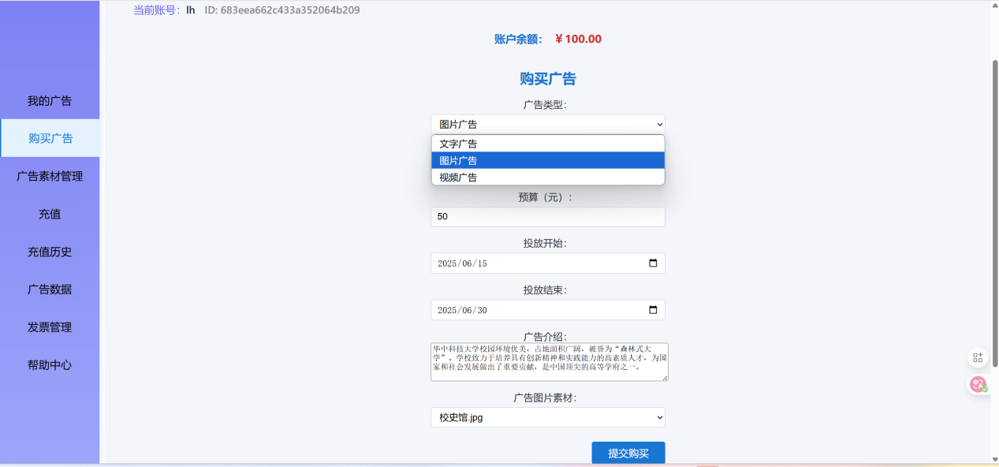 当前账号：lh ID: 683eea662c433a352064b209
账户余额： ￥100.00
我的广告
购买广告
广告素材管理
充值
充值历史
广告数据
发票管理
帮助中心
购买广告
广告类型：
图片广告
文字广告
图片广告
视频广告
预算（元）：
50
投放开始：
2025/06/15
投放结束：
2025/06/30
广告介绍：
华中科技大学校园环境优美，占地面积广阔，被誉为“森林式大
学”。学校致力于培养具有创新精神和实践能力的高素质人才，为国
家和社会发展做出了重要贡献，是中国顶尖的高等学府之一。
广告图片素材：
校史馆.jpg
提交购买